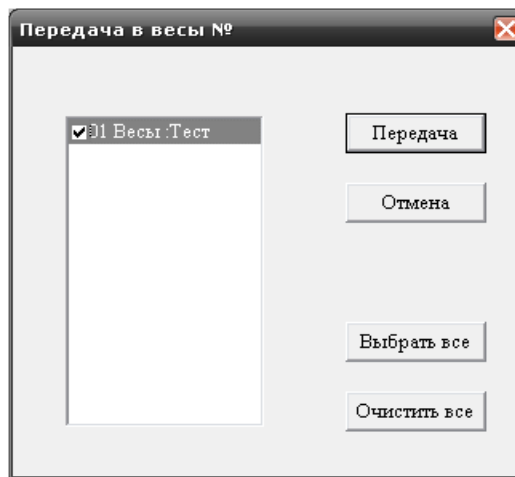 Передача в весы №
01 Весы :Тест
Передача
Отмена
Выбрать все
Очистить все